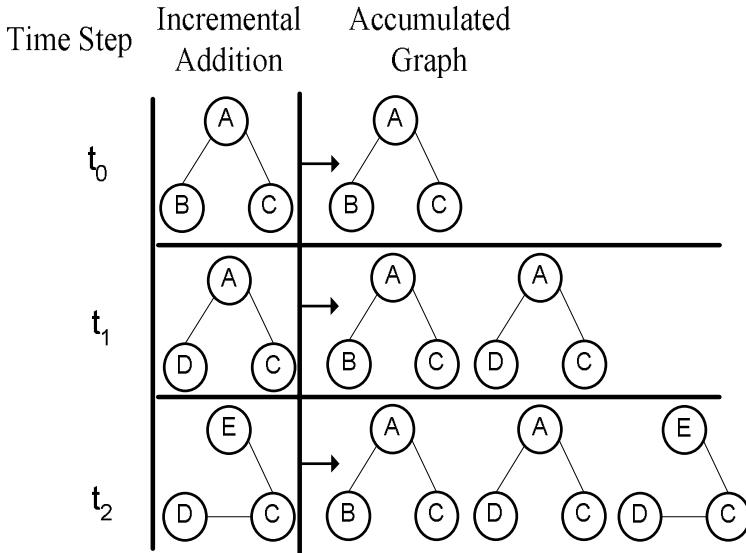 Time Step Incremental Addition Accumulated Graph
t0
A A
B C B C
t1
A A A
D C B C D C
t2
E A A E
D C B C D C D C